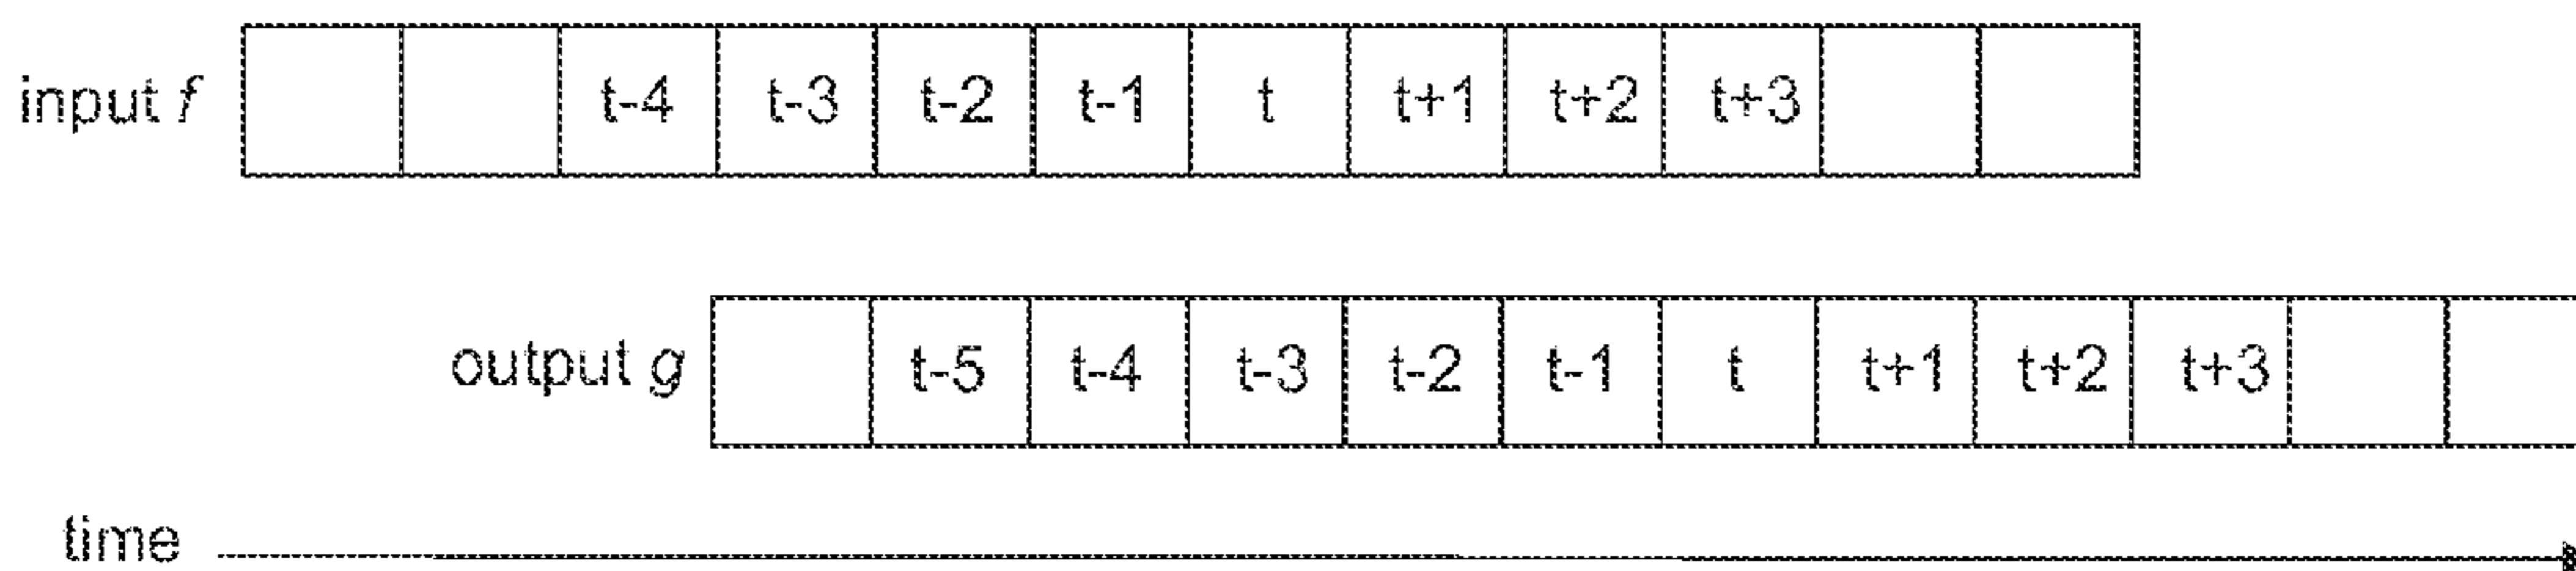 input f t-4 t-3 t-2 t-1 t t+1 t+2 t+3
output g t-5 t-4 t-3 t-2 t-1 t t+1 t+2 t+3
time